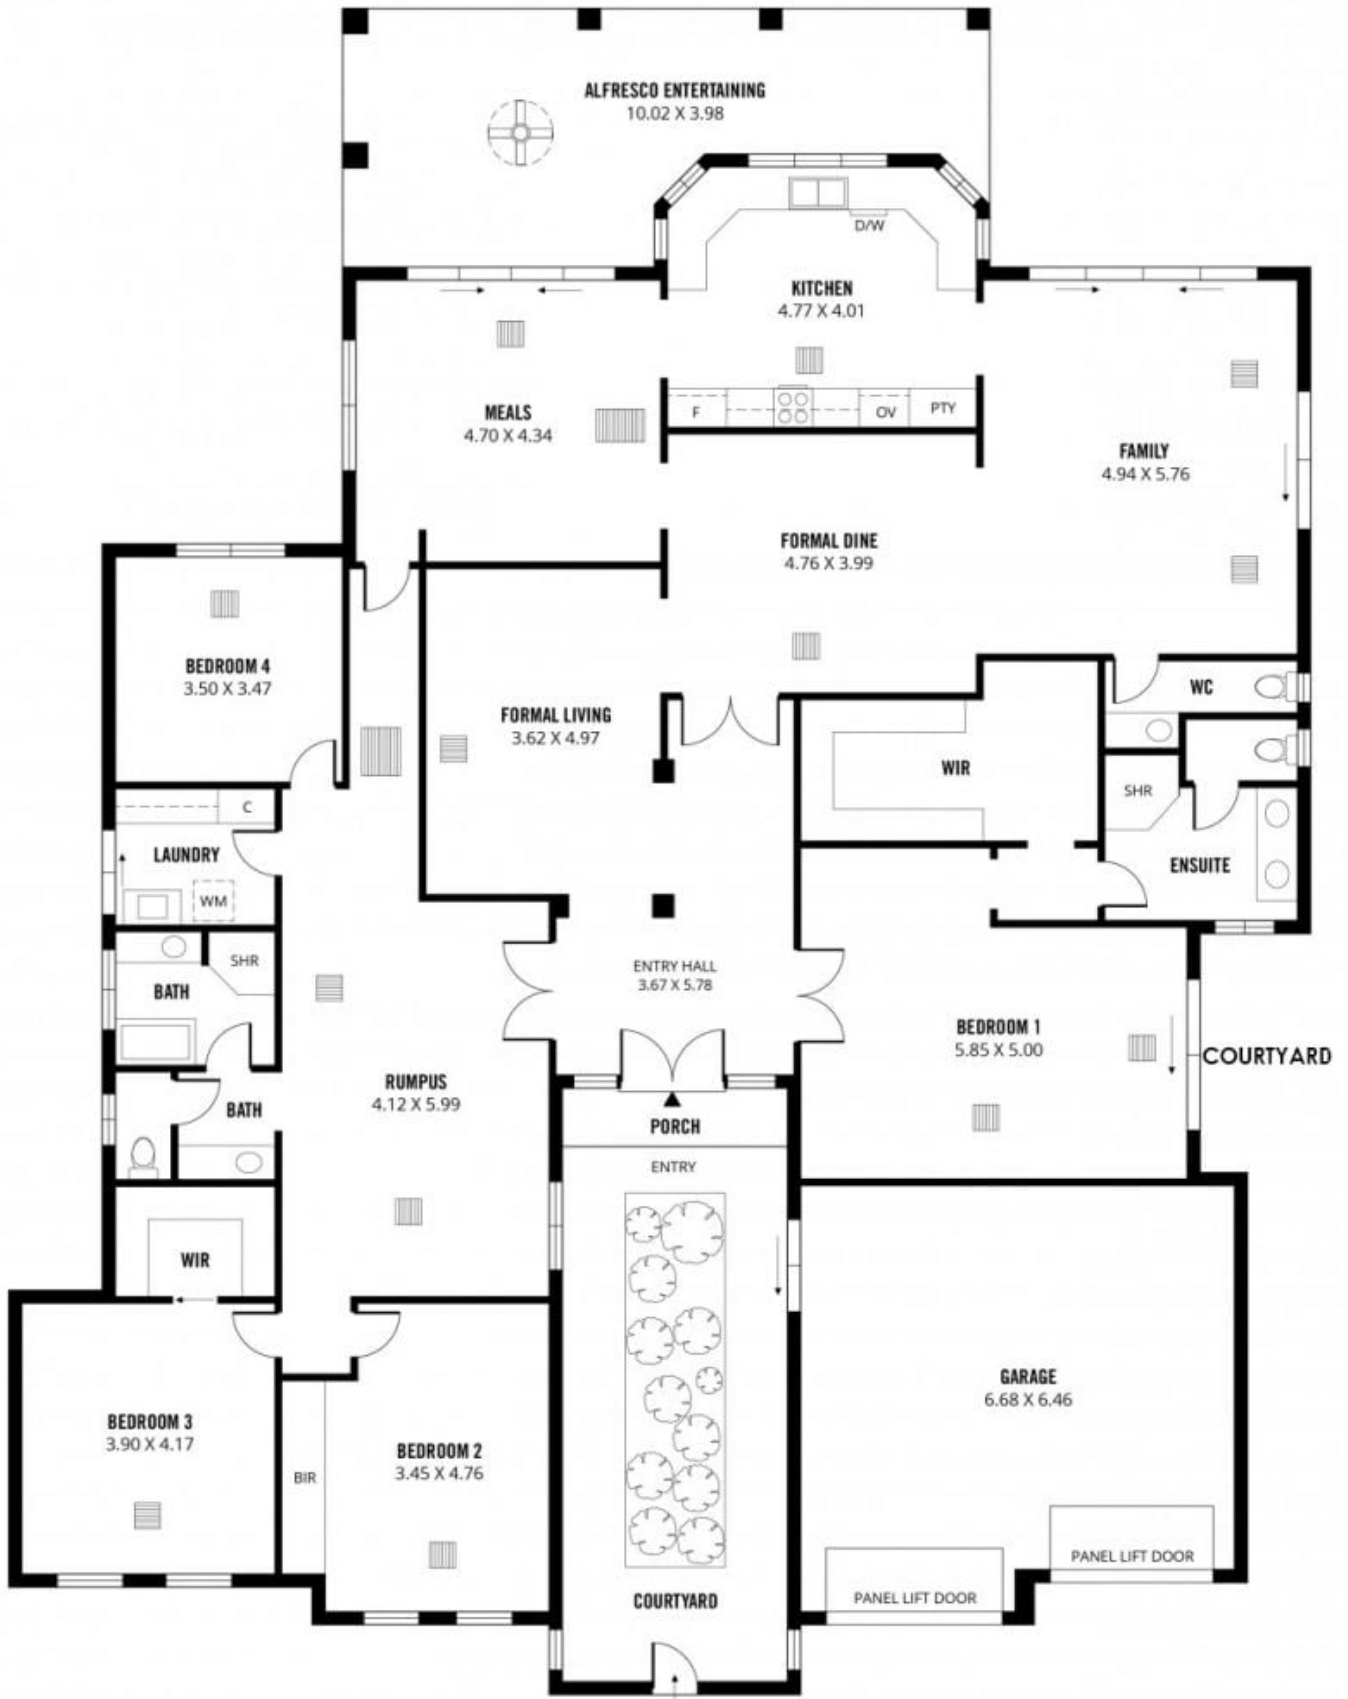 ALFRESCO ENTERTAINING
10.02 X 3.98
D/W
KITCHEN
4.77 X 4.01
F
OV
PTY
MEALS
4.70 X 4.34
FAMILY
4.94 X 5.76
FORMAL DINE
4.76 X 3.99
BEDROOM 4
3.50 X 3.47
FORMAL LIVING
3.62 X 4.97
WC
WIR
SHR
ENSUITE
C
LAUNDRY
WM
SHR
BATH
ENTRY HALL
3.67 X 5.78
BEDROOM 1
5.85 X 5.00
COURTYARD
RUMPUS
4.12 X 5.99
BATH
PORCH
ENTRY
WIR
GARAGE
6.68 X 6.46
BEDROOM 3
3.90 X 4.17
BIR
BEDROOM 2
3.45 X 4.76
PANEL LIFT DOOR
PANEL LIFT DOOR
COURTYARD